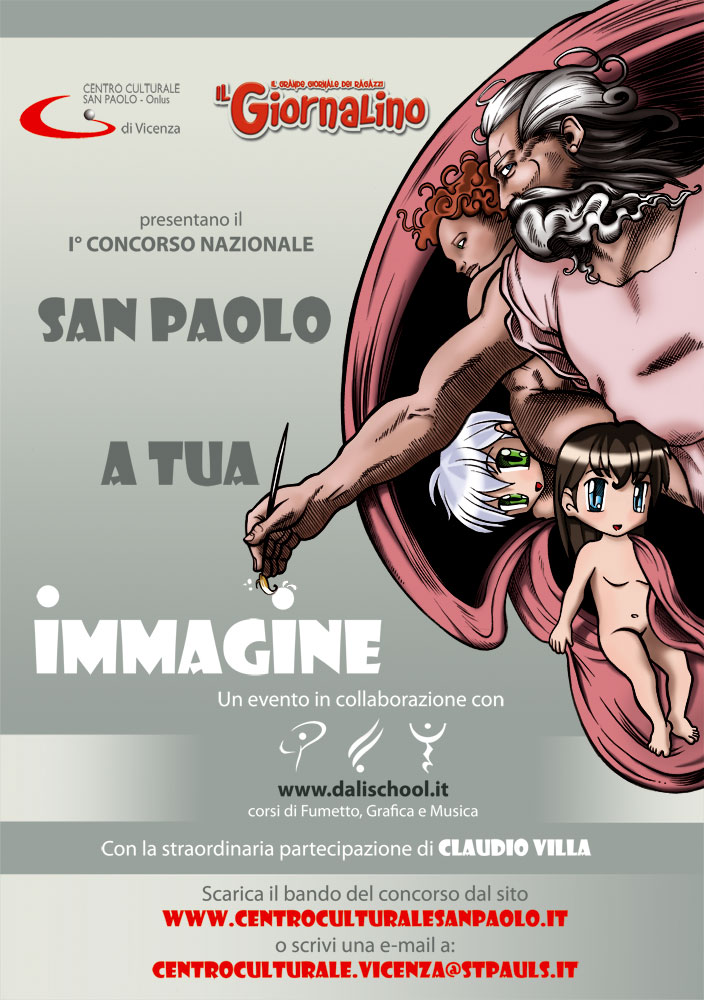 CENTRO CULTURALE
SAN PAOLO - Onlus
di Vicenza
IL GRANDE GIORNALE DEI RAGAZZI
IL GIORNALINO
presentano il
I° CONCORSO NAZIONALE
SAN PAOLO
A TUA
IMMAGINE
Un evento in collaborazione con
www.dalischool.it
corsi di Fumetto, Grafica e Musica
Con la straordinaria partecipazione di CLAUDIO VILLA
Scarica il bando del concorso dal sito
WWW.CENTROCULTURALESANPAOLO.IT
o scrivi una e-mail a:
CENTROCULTURALE.VICENZA@STPAULS.IT